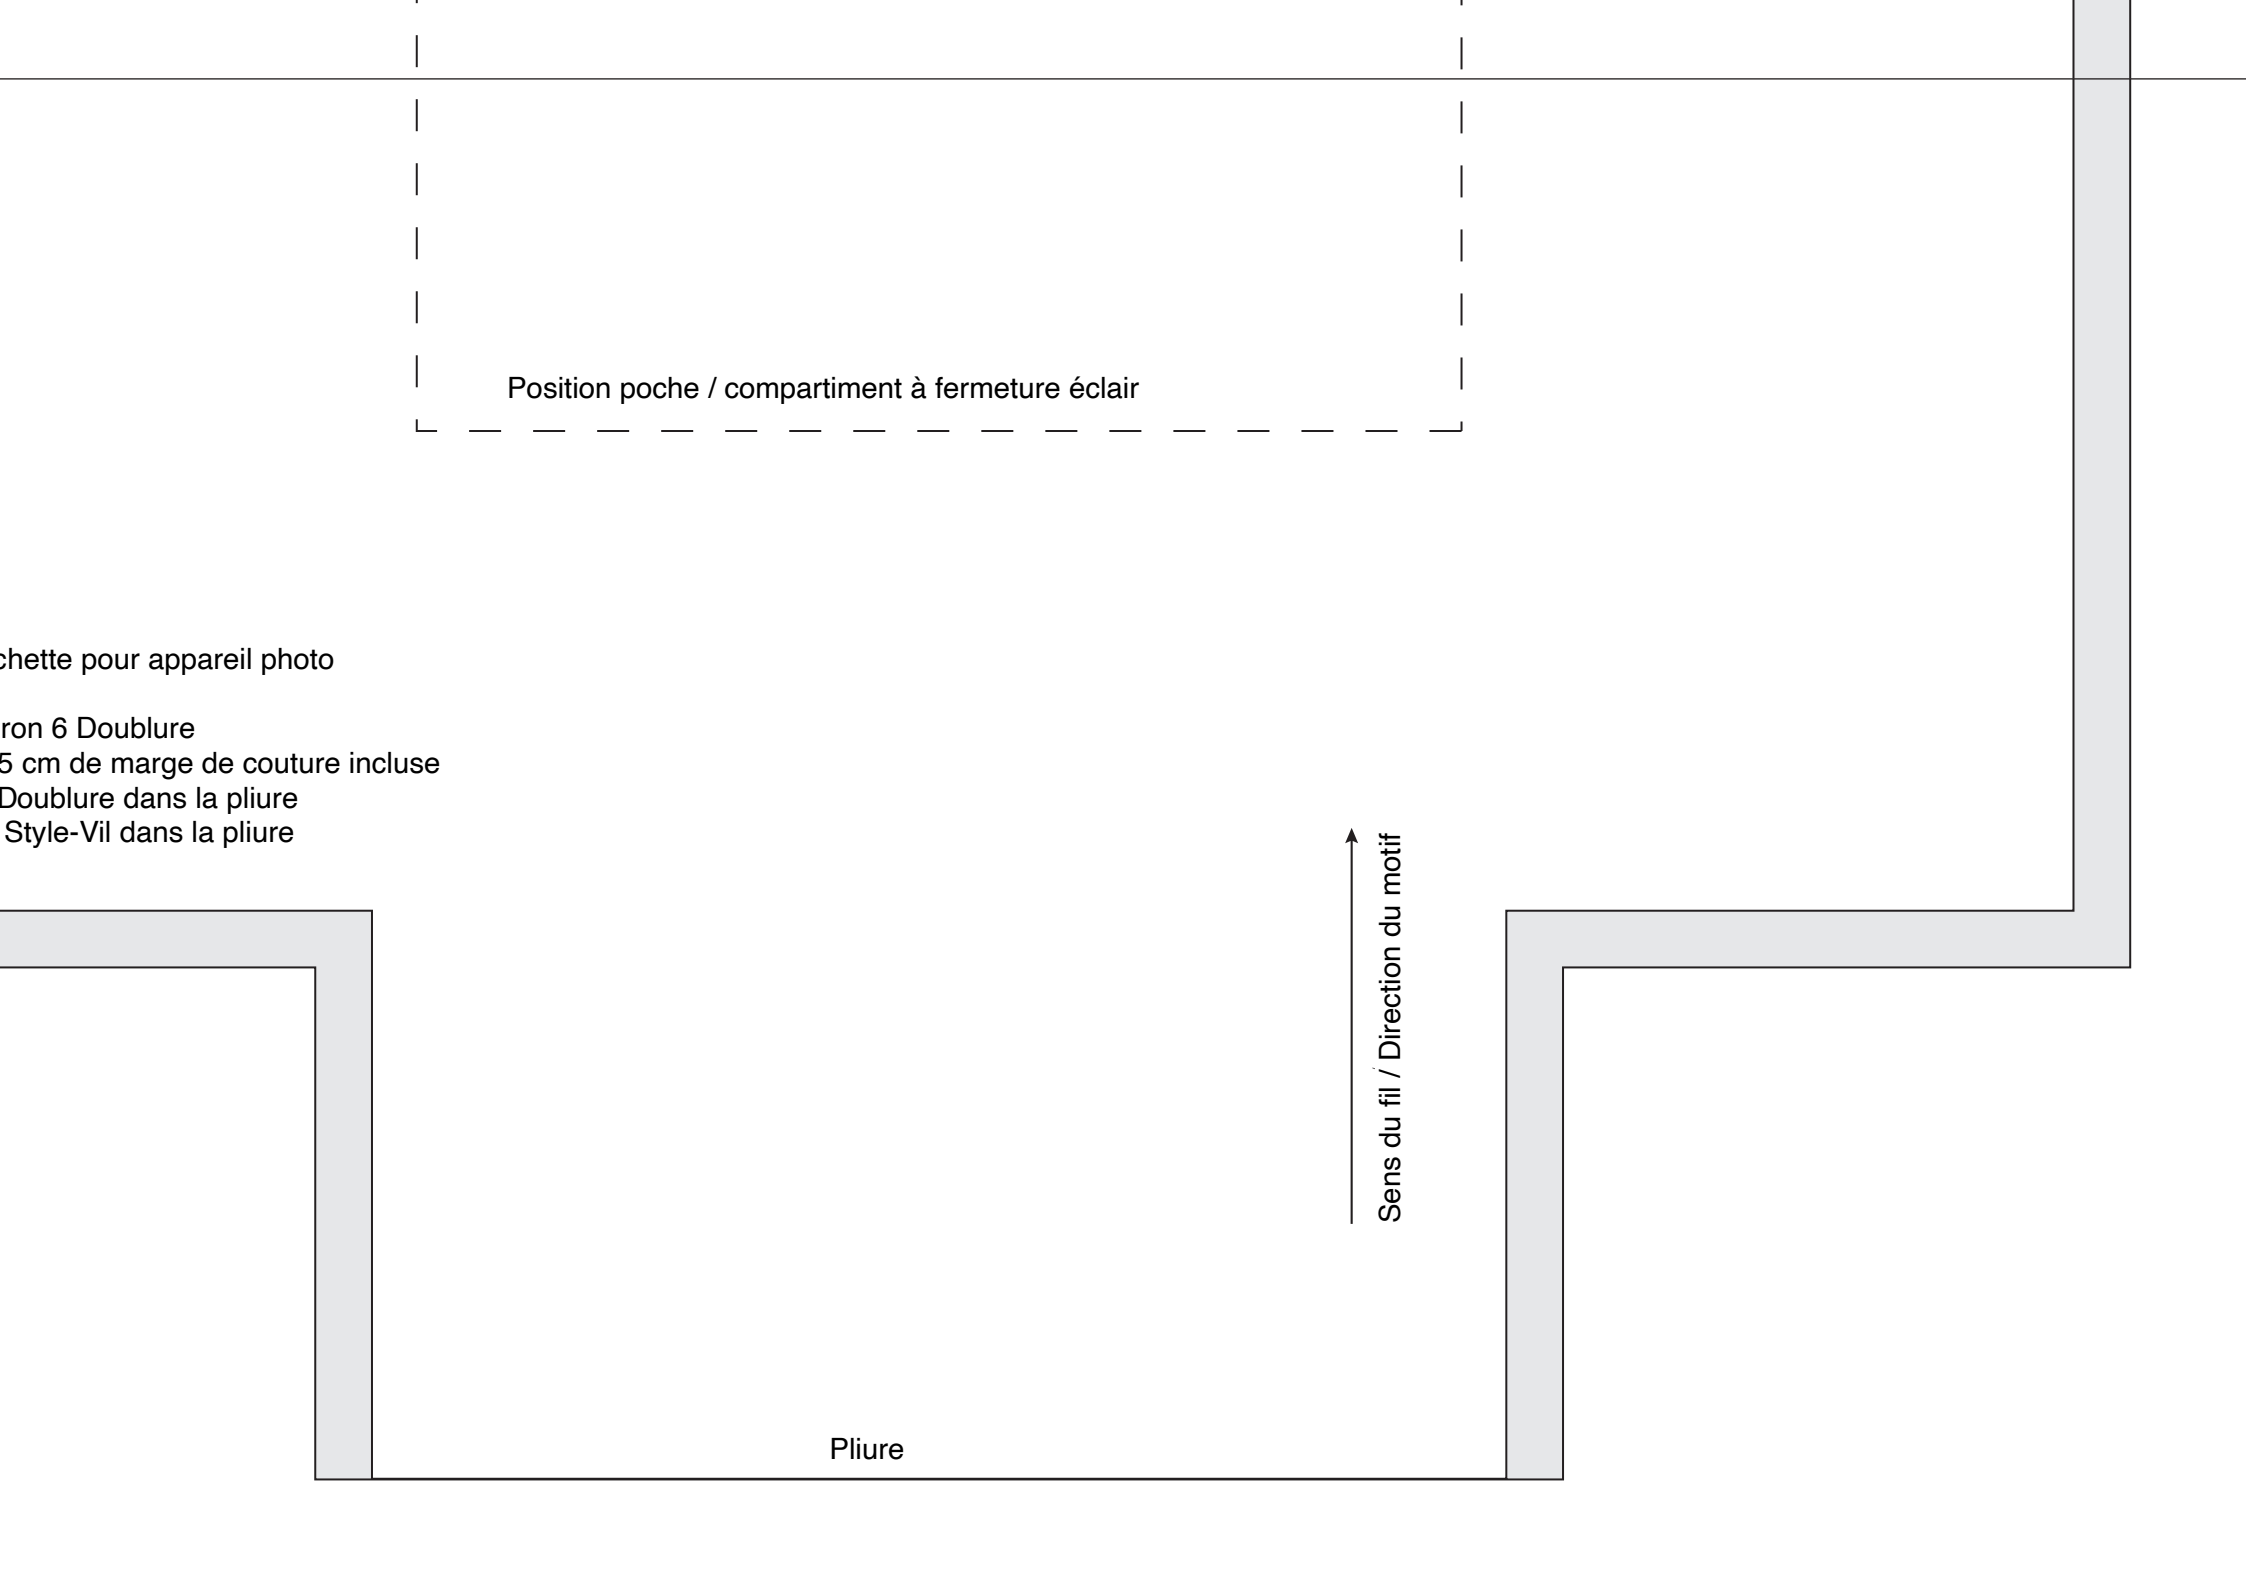 Position poche / compartiment à fermeture éclair
chette pour appareil photo
ron 6 Doublure
5 cm de marge de couture incluse
Doublure dans la pliure
Style-Vil dans la pliure
Sens du fil / Direction du motif
Pliure